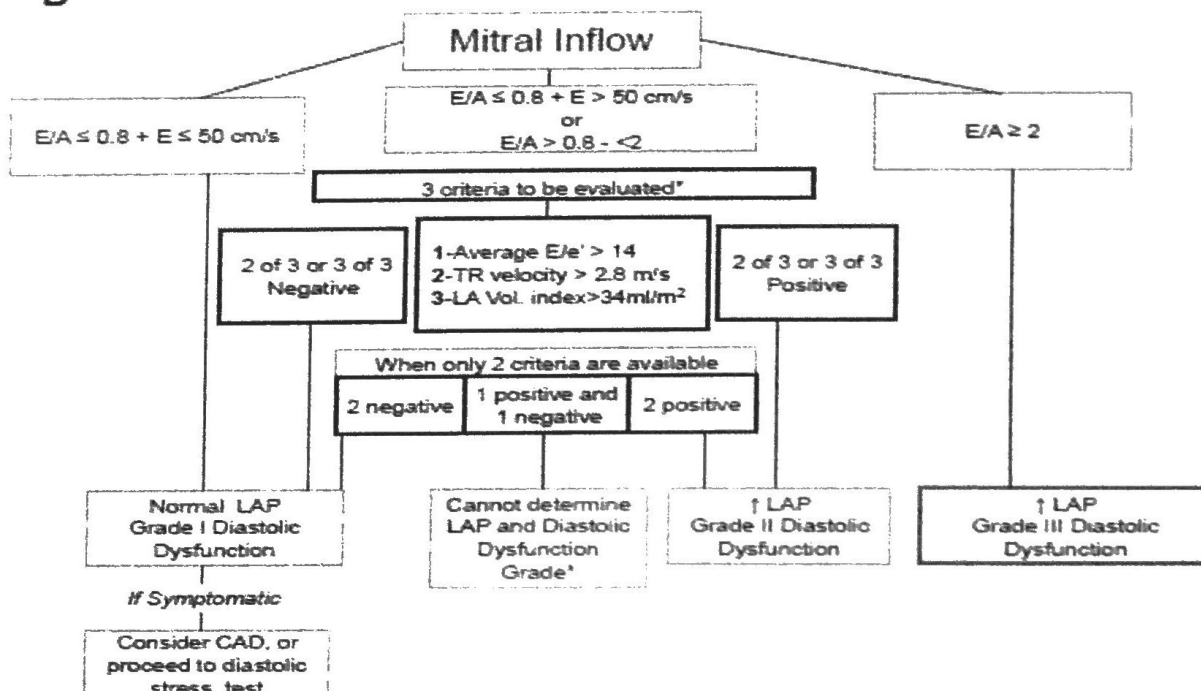 Mitral Inflow
E/A ≤ 0.8 + E ≤ 50 cm/s
E/A ≤ 0.8 + E > 50 cm/s
or
E/A > 0.8 - <2
E/A ≥ 2
3 criteria to be evaluated*
2 of 3 or 3 of 3
Negative
1-Average E/e' > 14
2-TR velocity > 2.8 m/s
3-LA Vol. index>34ml/m²
2 of 3 or 3 of 3
Positive
When only 2 criteria are available
2 negative
1 positive and
1 negative
2 positive
Normal LAP
Grade I Diastolic
Dysfunction
Cannot determine
LAP and Diastolic
Dysfunction
Grade*
↑ LAP
Grade II Diastolic
Dysfunction
↑ LAP
Grade III Diastolic
Dysfunction
If Symptomatic
Consider CAD, or
proceed to diastolic
stress test